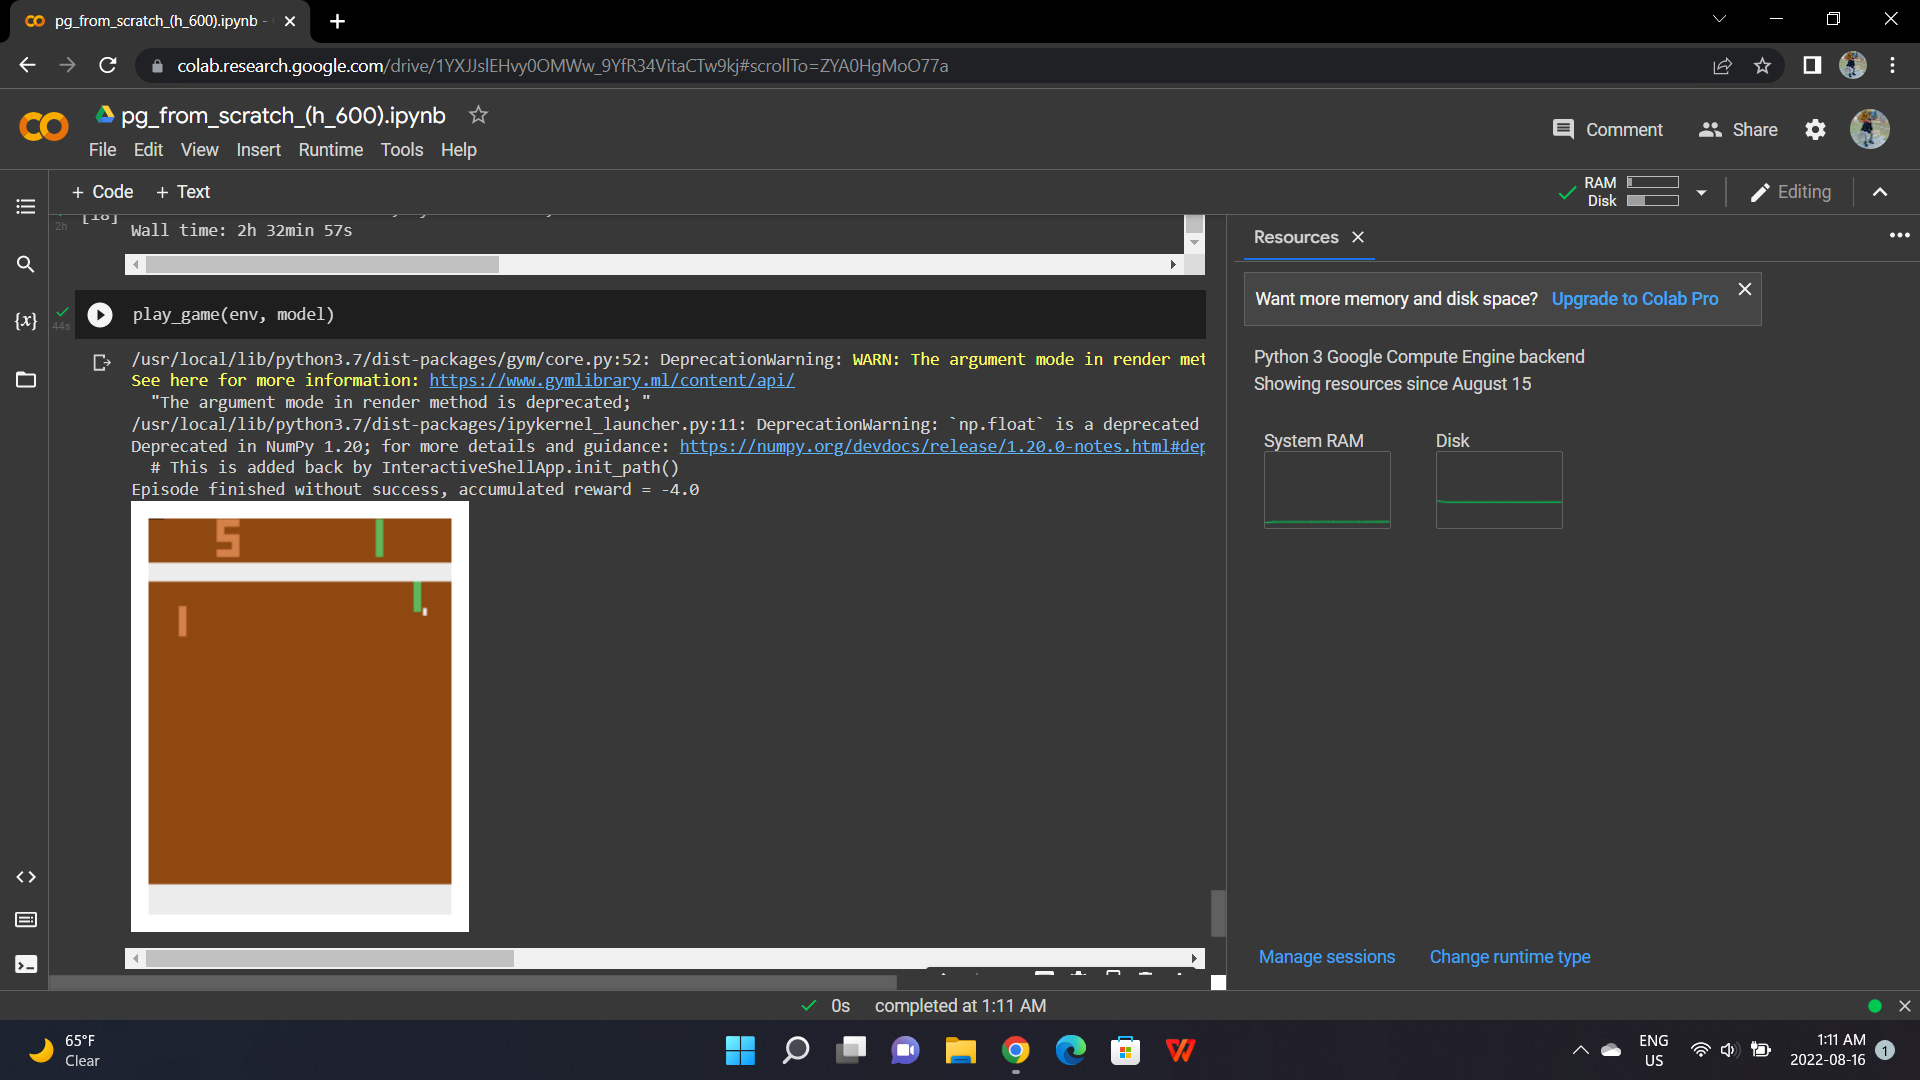 pg_from_scratch_(h_600).ipynb -
colab.research.google.com/drive/1YXJJslEHvy0OMWw_9YfR34VitaCTw9kj#scrollTo=ZYA0HgMoO77a
pg_from_scratch_(h_600).ipynb
Comment Share
File Edit View Insert Runtime Tools Help
+ Code + Text
RAM
Disk
Editing
[18]
2h
Wall time: 2h 32min 57s
Resources
Want more memory and disk space? Upgrade to Colab Pro
{x}
44s
play_game(env, model)
Python 3 Google Compute Engine backend
Showing resources since August 15
/usr/local/lib/python3.7/dist-packages/gym/core.py:52: DeprecationWarning: WARN: The argument mode in render met
See here for more information: https://www.gymlibrary.ml/content/api/
"The argument mode in render method is deprecated; "
/usr/local/lib/python3.7/dist-packages/ipykernel_launcher.py:11: DeprecationWarning: `np.float` is a deprecated
Deprecated in NumPy 1.20; for more details and guidance: https://numpy.org/devdocs/release/1.20.0-notes.html#dep
# This is added back by InteractiveShellApp.init_path()
Episode finished without success, accumulated reward = -4.0
System RAM Disk
5 1
Manage sessions Change runtime type
0s completed at 1:11 AM
65°F
Clear
ENG
US
1:11 AM
2022-08-16
1